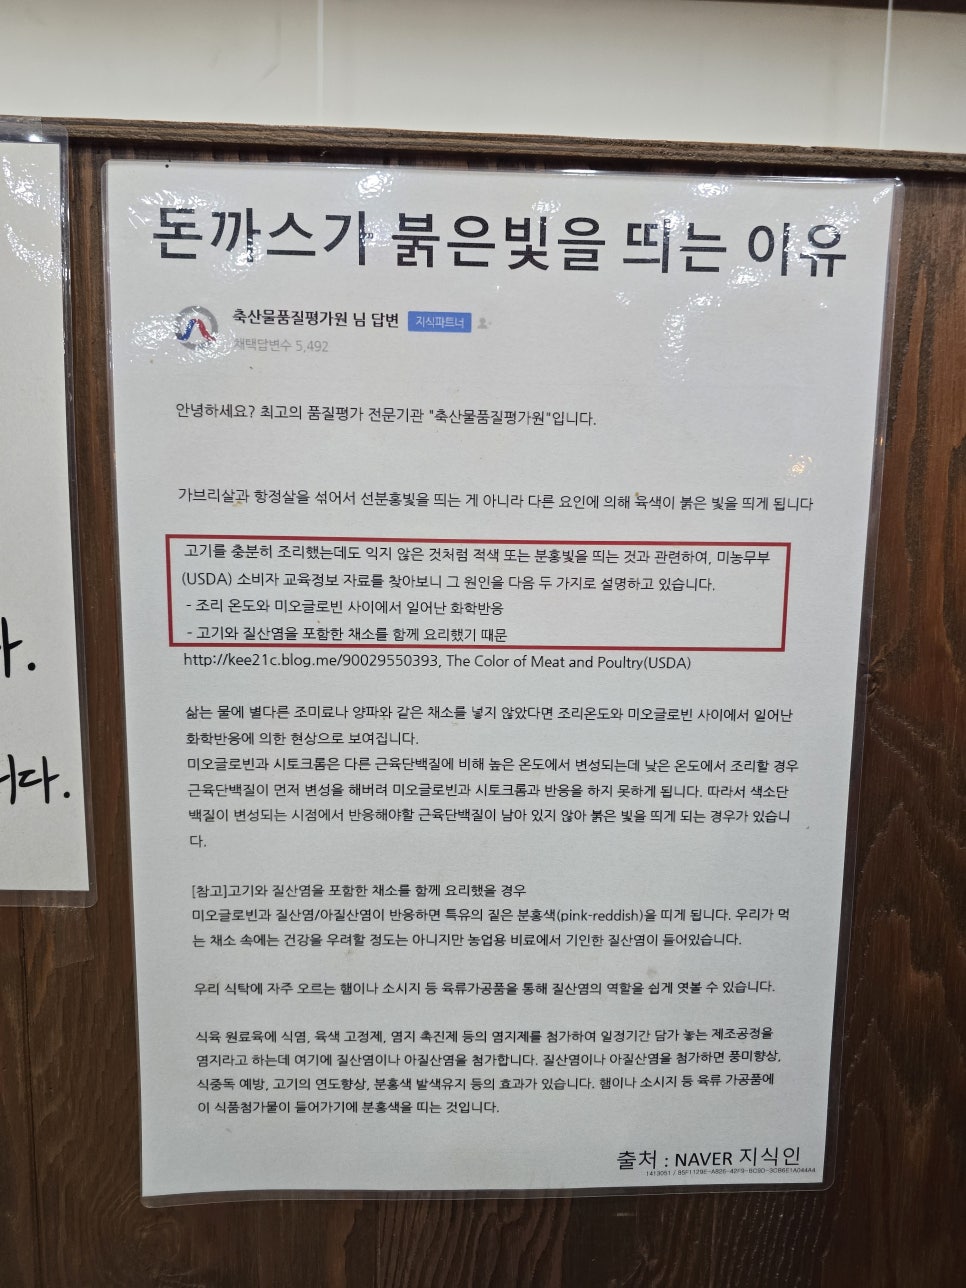 돈까스가 붉은빛을 띄는 이유
축산물품질평가원 님 답변 지식파트너
채택답변수 5,492
안녕하세요? 최고의 품질평가 전문기관 "축산물품질평가원"입니다.
가브리살과 항정살을 섞어서 선분홍빛을 띄는 게 아니라 다른 요인에 의해 육색이 붉은 빛을 띄게 됩니다
고기를 충분히 조리했는데도 익지 않은 것처럼 적색 또는 분홍빛을 띄는 것과 관련하여, 미농무부
(USDA) 소비자 교육정보 자료를 찾아보니 그 원인을 다음 두 가지로 설명하고 있습니다.
- 조리 온도와 미오글로빈 사이에서 일어난 화학반응
- 고기와 질산염을 포함한 채소를 함께 요리했기 때문
http://kee21c.blog.me/90029550393, The Color of Meat and Poultry(USDA)
삶는 물에 별다른 조미료나 양파와 같은 채소를 넣지 않았다면 조리온도와 미오글로빈 사이에서 일어난
화학반응에 의한 현상으로 보여집니다.
미오글로빈과 시토크롬은 다른 근육단백질에 비해 높은 온도에서 변성되는데 낮은 온도에서 조리할 경우
근육단백질이 먼저 변성을 해버려 미오글로빈과 시토크롬과 반응을 하지 못하게 됩니다. 따라서 색소단
백질이 변성되는 시점에서 반응해야할 근육단백질이 남아 있지 않아 붉은 빛을 띄게 되는 경우가 있습니
다.
[참고]고기와 질산염을 포함한 채소를 함께 요리했을 경우
미오글로빈과 질산염/아질산염이 반응하면 특유의 짙은 분홍색(pink-reddish)을 띠게 됩니다. 우리가 먹
는 채소 속에는 건강을 우려할 정도는 아니지만 농업용 비료에서 기인한 질산염이 들어있습니다.
우리 식탁에 자주 오르는 햄이나 소시지 등 육류가공품을 통해 질산염의 역할을 쉽게 엿볼 수 있습니다.
식육 원료육에 식염, 육색 고정제, 염지 촉진제 등의 염지제를 첨가하여 일정기간 담가 놓는 제조공정을
염지라고 하는데 여기에 질산염이나 아질산염을 첨가합니다. 질산염이나 아질산염을 첨가하면 풍미향상,
식중독 예방, 고기의 연도향상, 분홍색 발색유지 등의 효과가 있습니다. 햄이나 소시지 등 육류 가공품에
이 식품첨가물이 들어가기에 분홍색을 띠는 것입니다.
출처 : NAVER 지식인